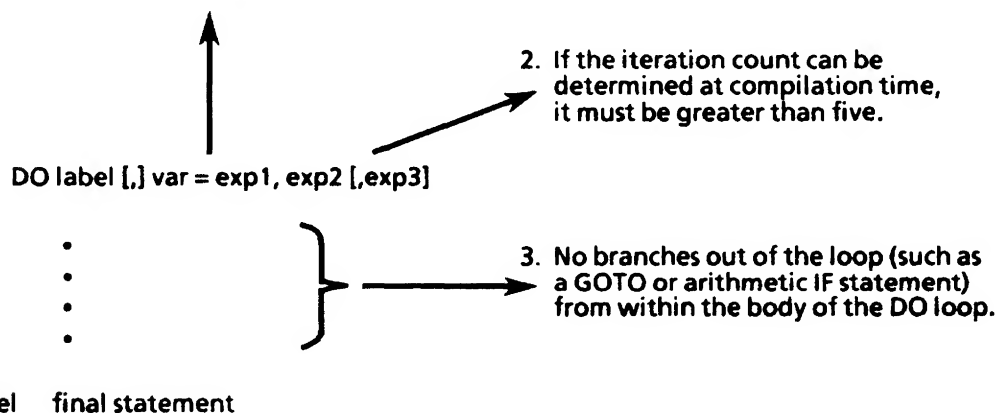 2. If the iteration count can be
determined at compilation time,
it must be greater than five.
DO label [,] var = exp1, exp2 [,exp3]
3. No branches out of the loop (such as
a GOTO or arithmetic IF statement)
from within the body of the DO loop.
el final statement